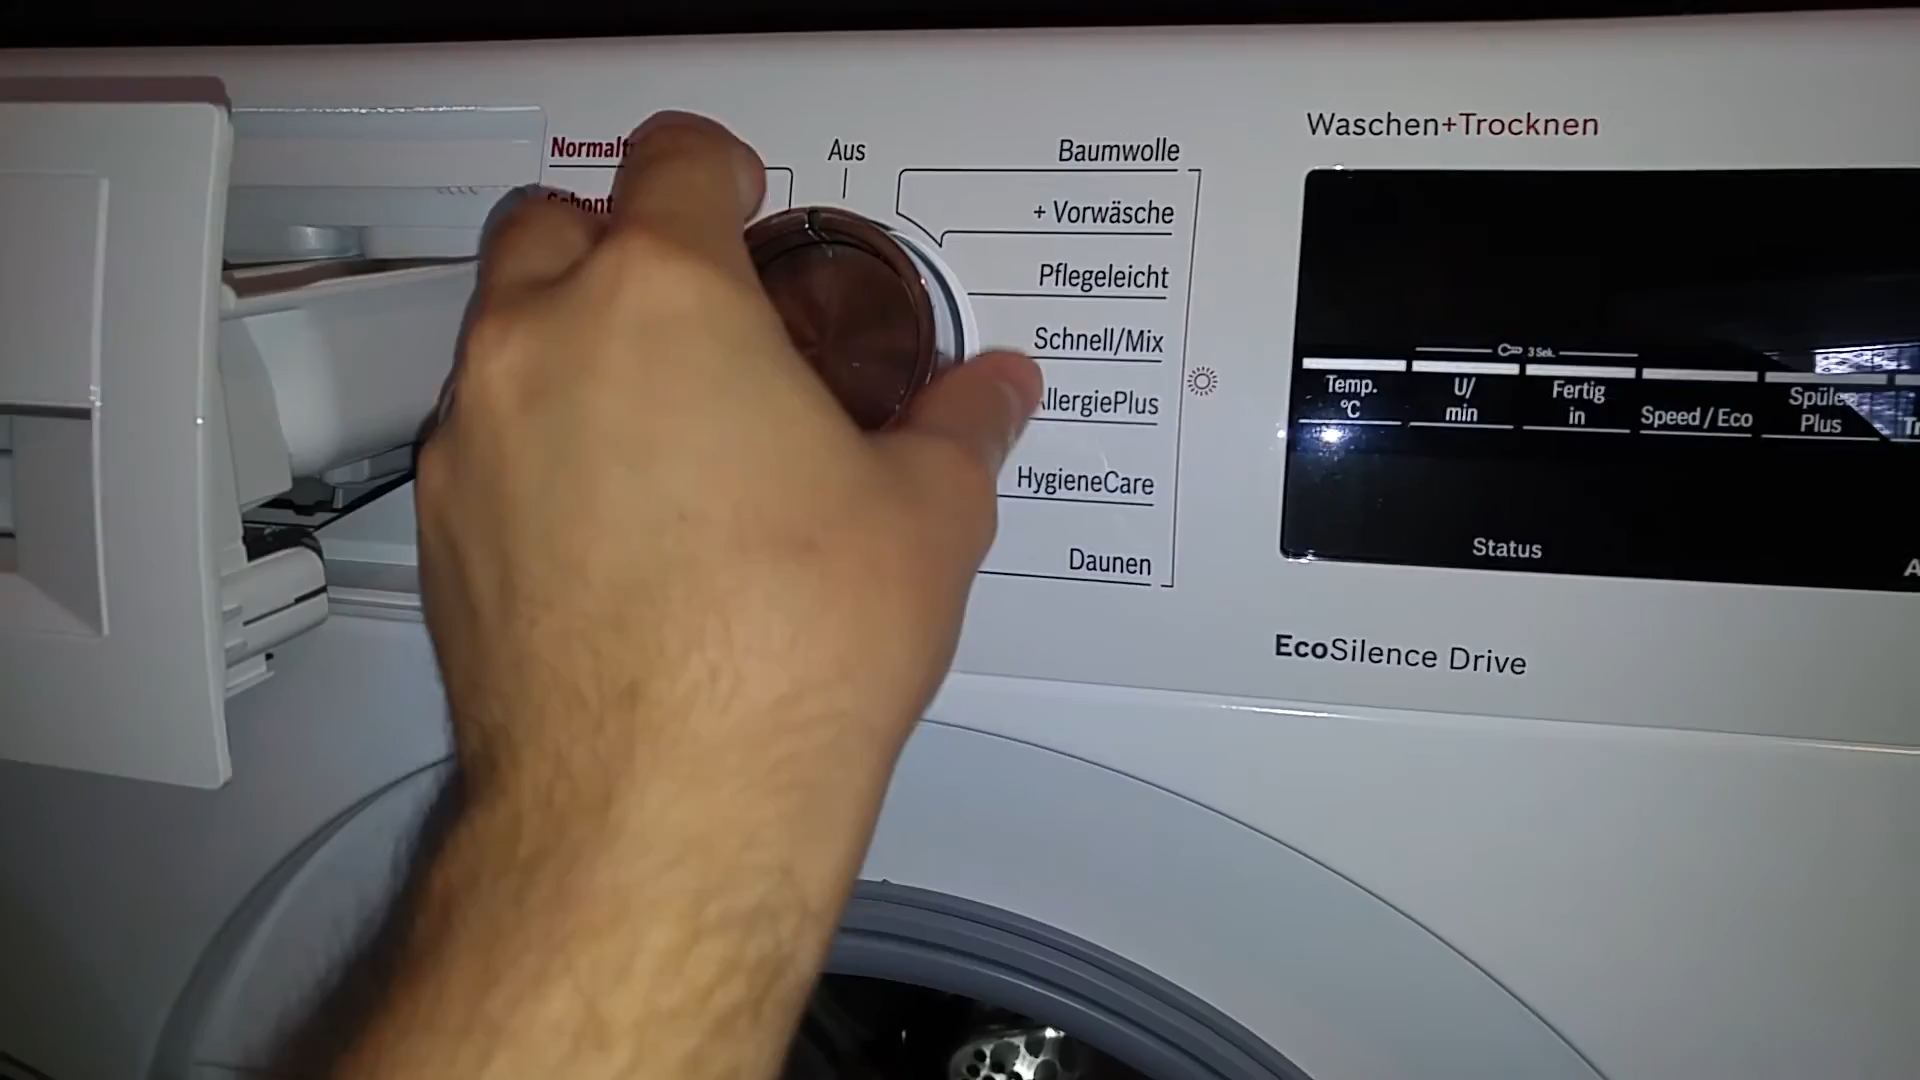 Aus
Baumwolle
+ Vorwäsche
Pflegeleicht
Schnell/Mix
AllergiePlus
HygieneCare
Daunen
Waschen+Trocknen
3 Sek.
Temp.
°C
U/
min
Fertig
in
Speed / Eco
Plus
Status
EcoSilence Drive